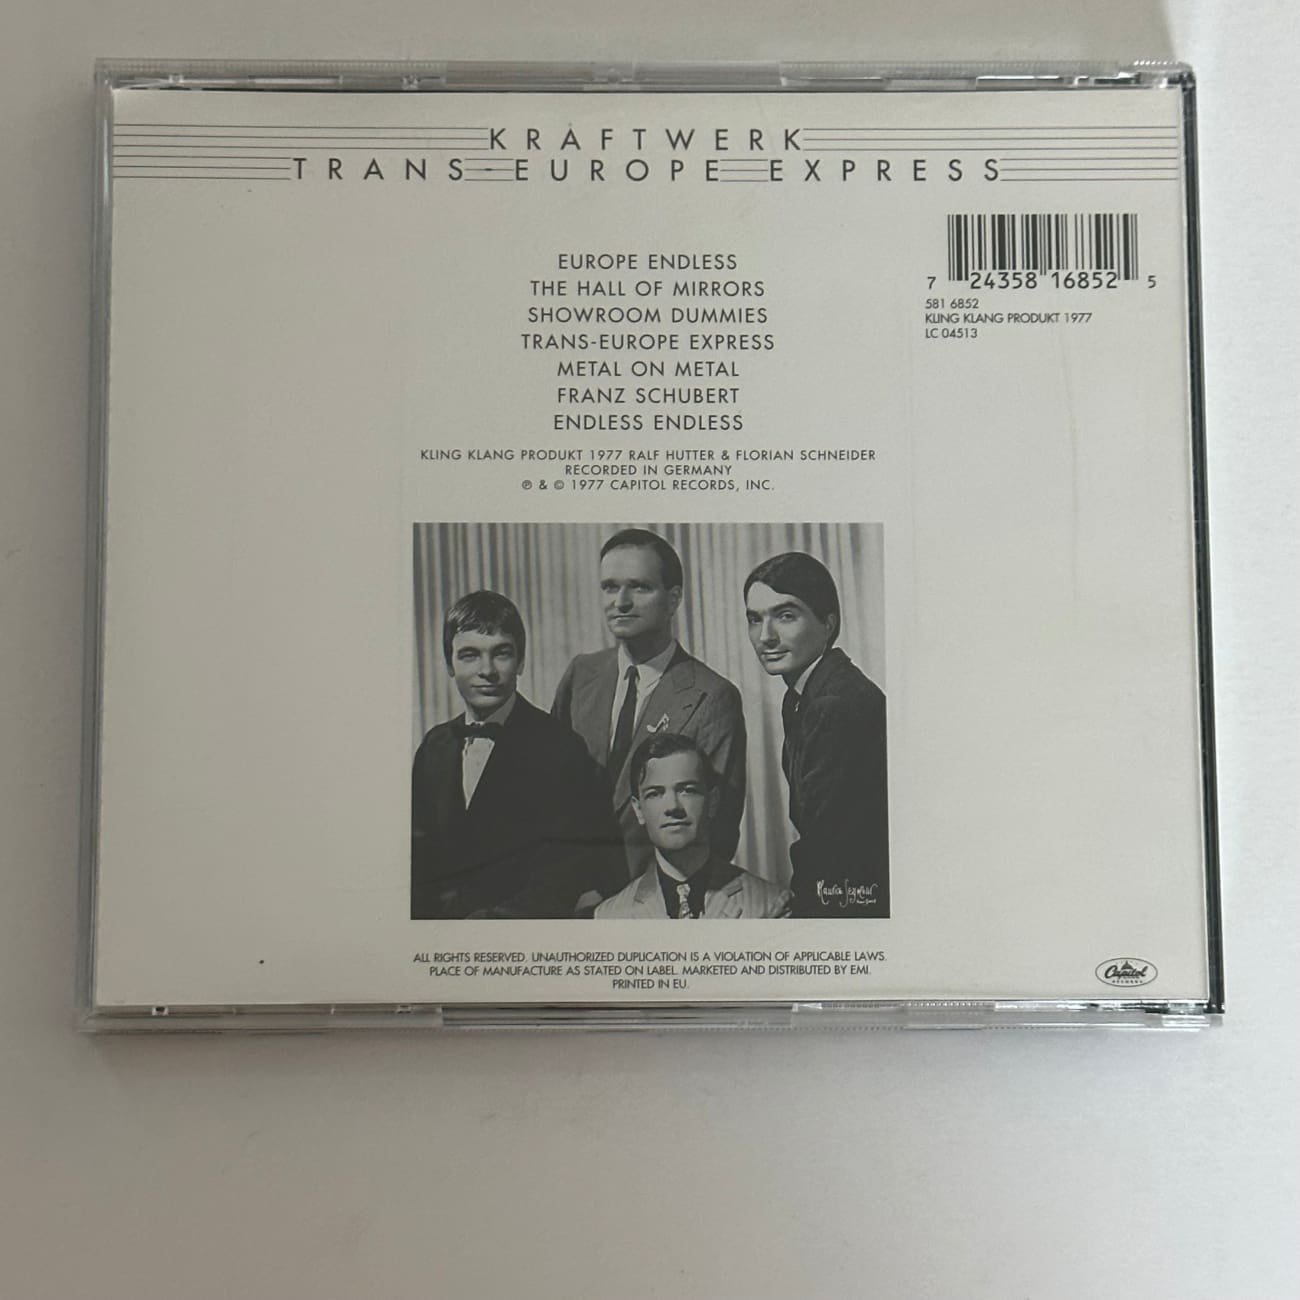 KRAFTWERK
TRANS-EUROPE EXPRESS
EUROPE ENDLESS
THE HALL OF MIRRORS
SHOWROOM DUMMIES
TRANS-EUROPE EXPRESS
METAL ON METAL
FRANZ SCHUBERT
ENDLESS ENDLESS
KLING KLANG PRODUKT 1977 RALF HUTTER & FLORIAN SCHNEIDER
RECORDED IN GERMANY
℗ & © 1977 CAPITOL RECORDS, INC.
7 24358 16852 5
581 6852
KLING KLANG PRODUKT 1977
LC 04513
Maurice Seymour
ALL RIGHTS RESERVED. UNAUTHORIZED DUPLICATION IS A VIOLATION OF APPLICABLE LAWS.
PLACE OF MANUFACTURE AS STATED ON LABEL. MARKETED AND DISTRIBUTED BY EMI.
PRINTED IN EU.
Capitol
RECORDS